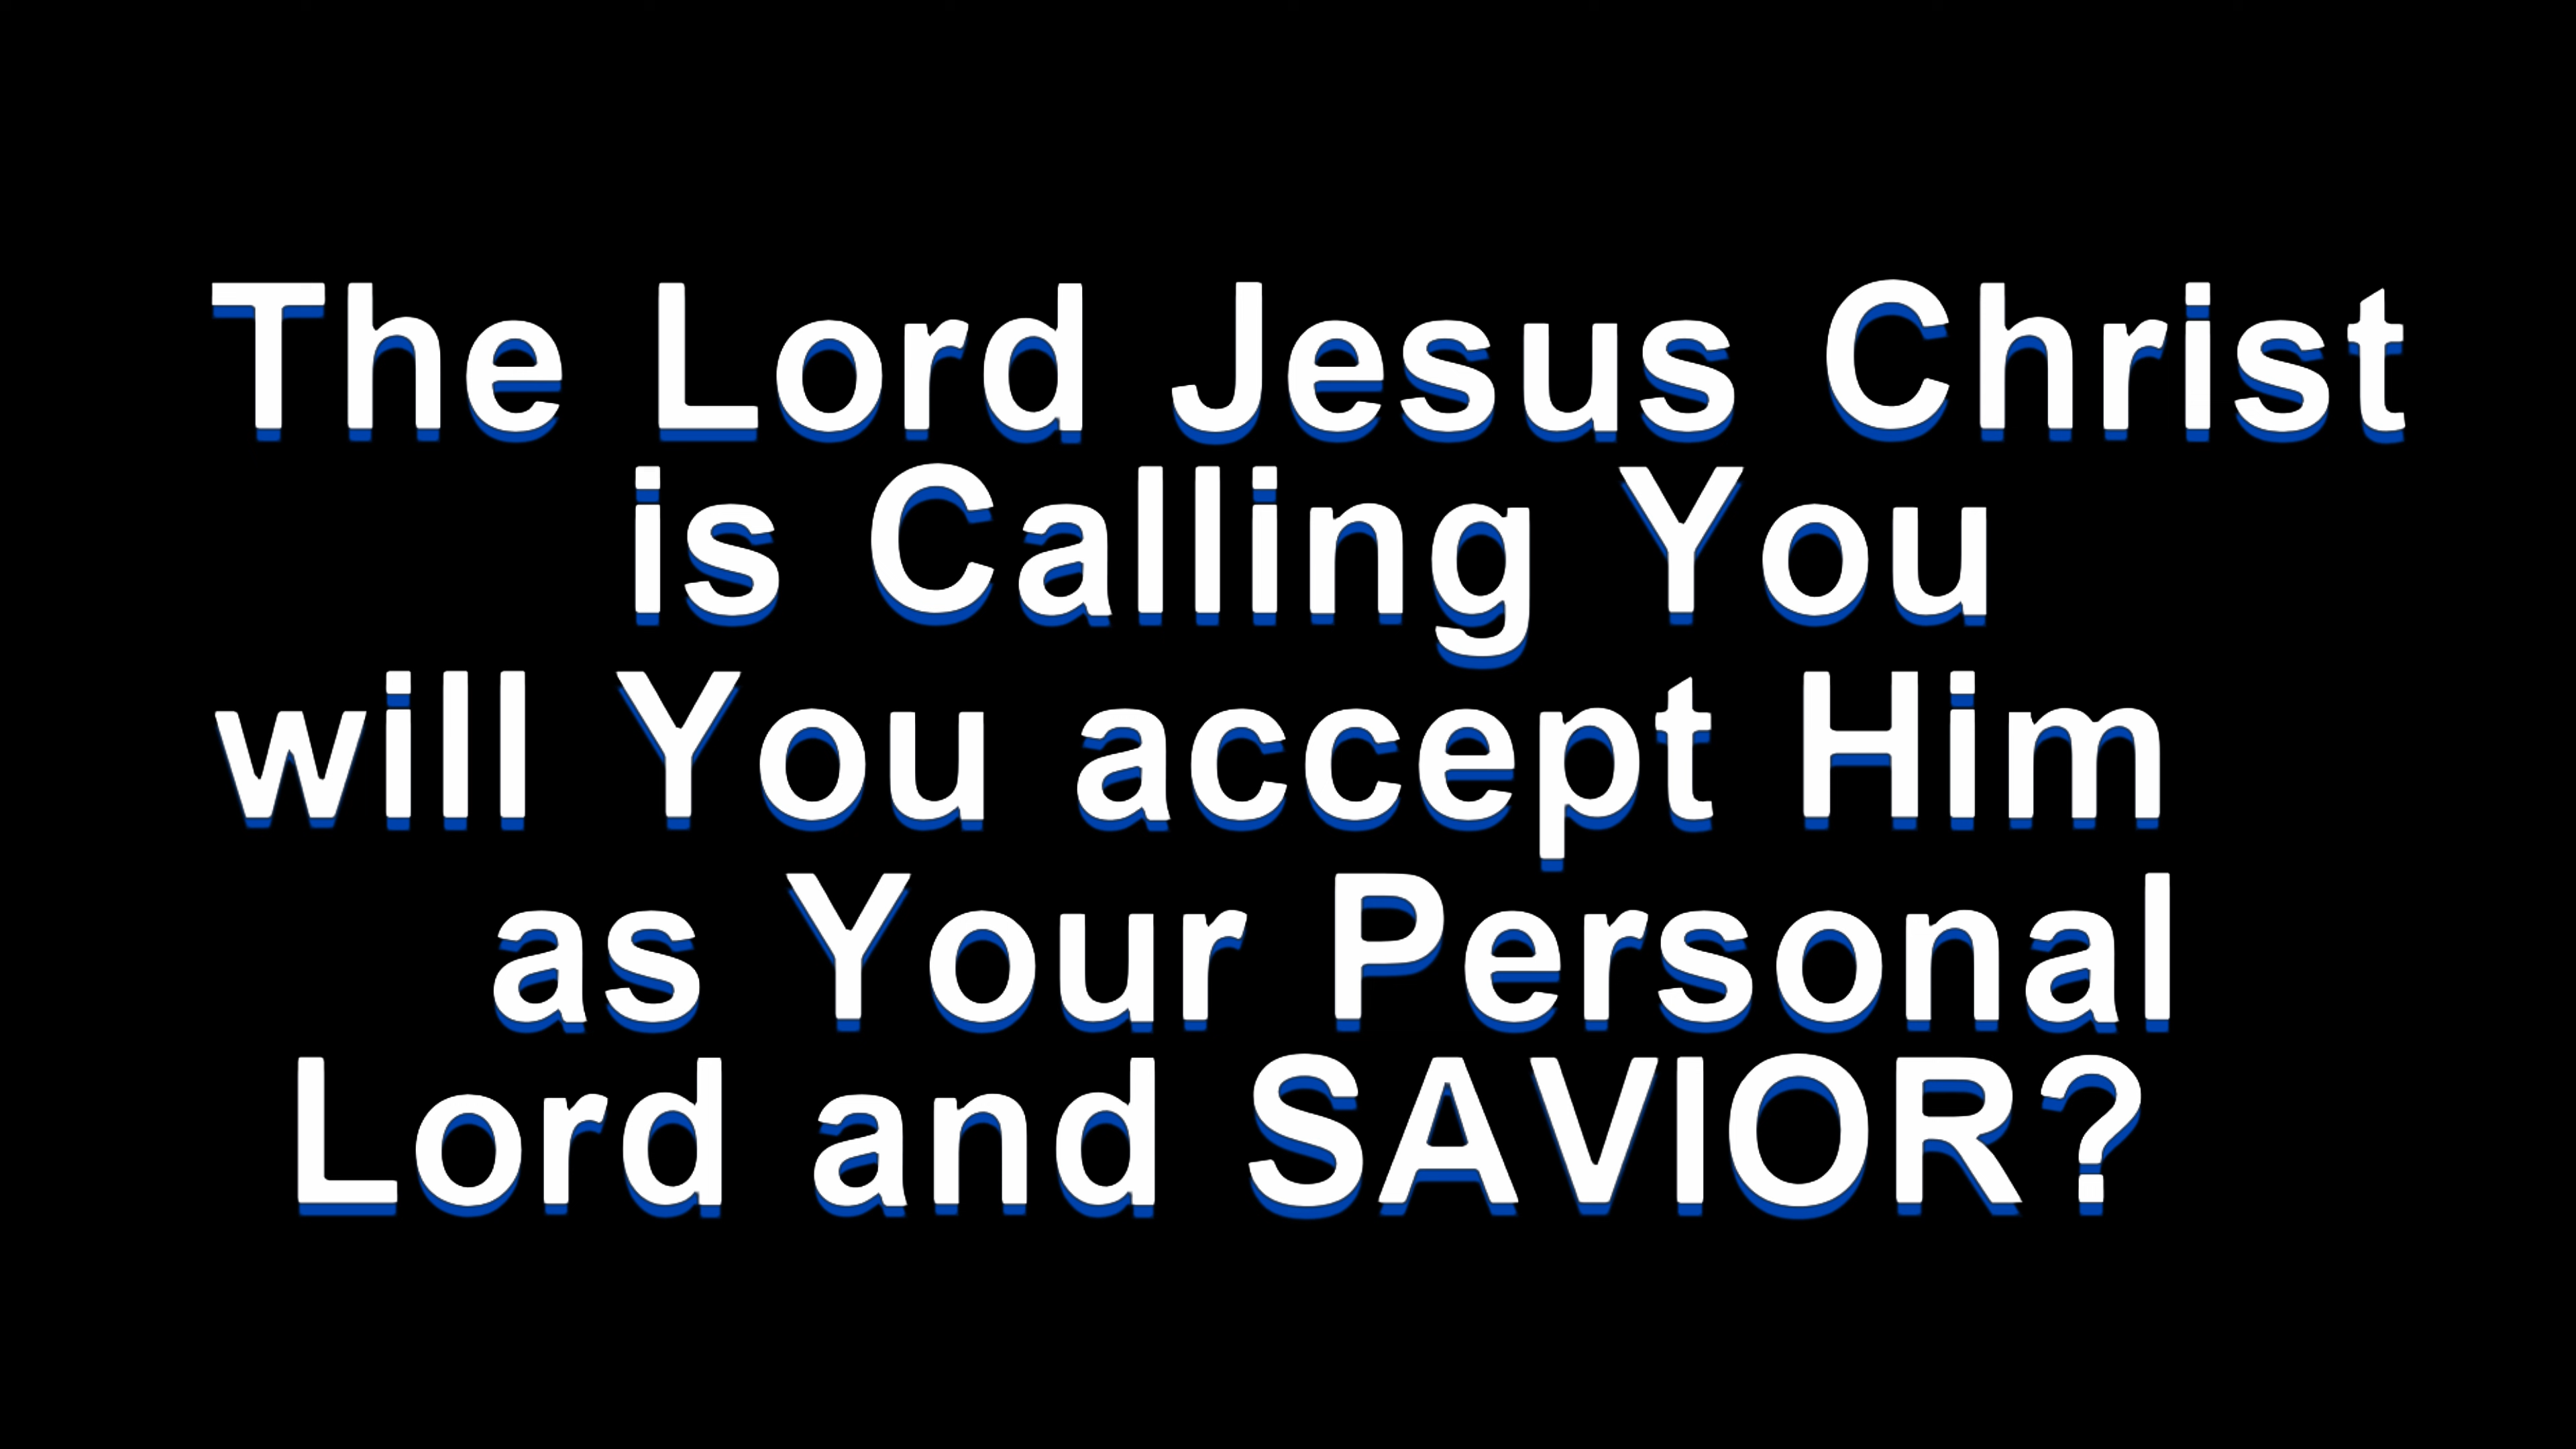 The Lord Jesus Christ
is Calling You
will You accept Him
as Your Personal
Lord and SAVIOR?